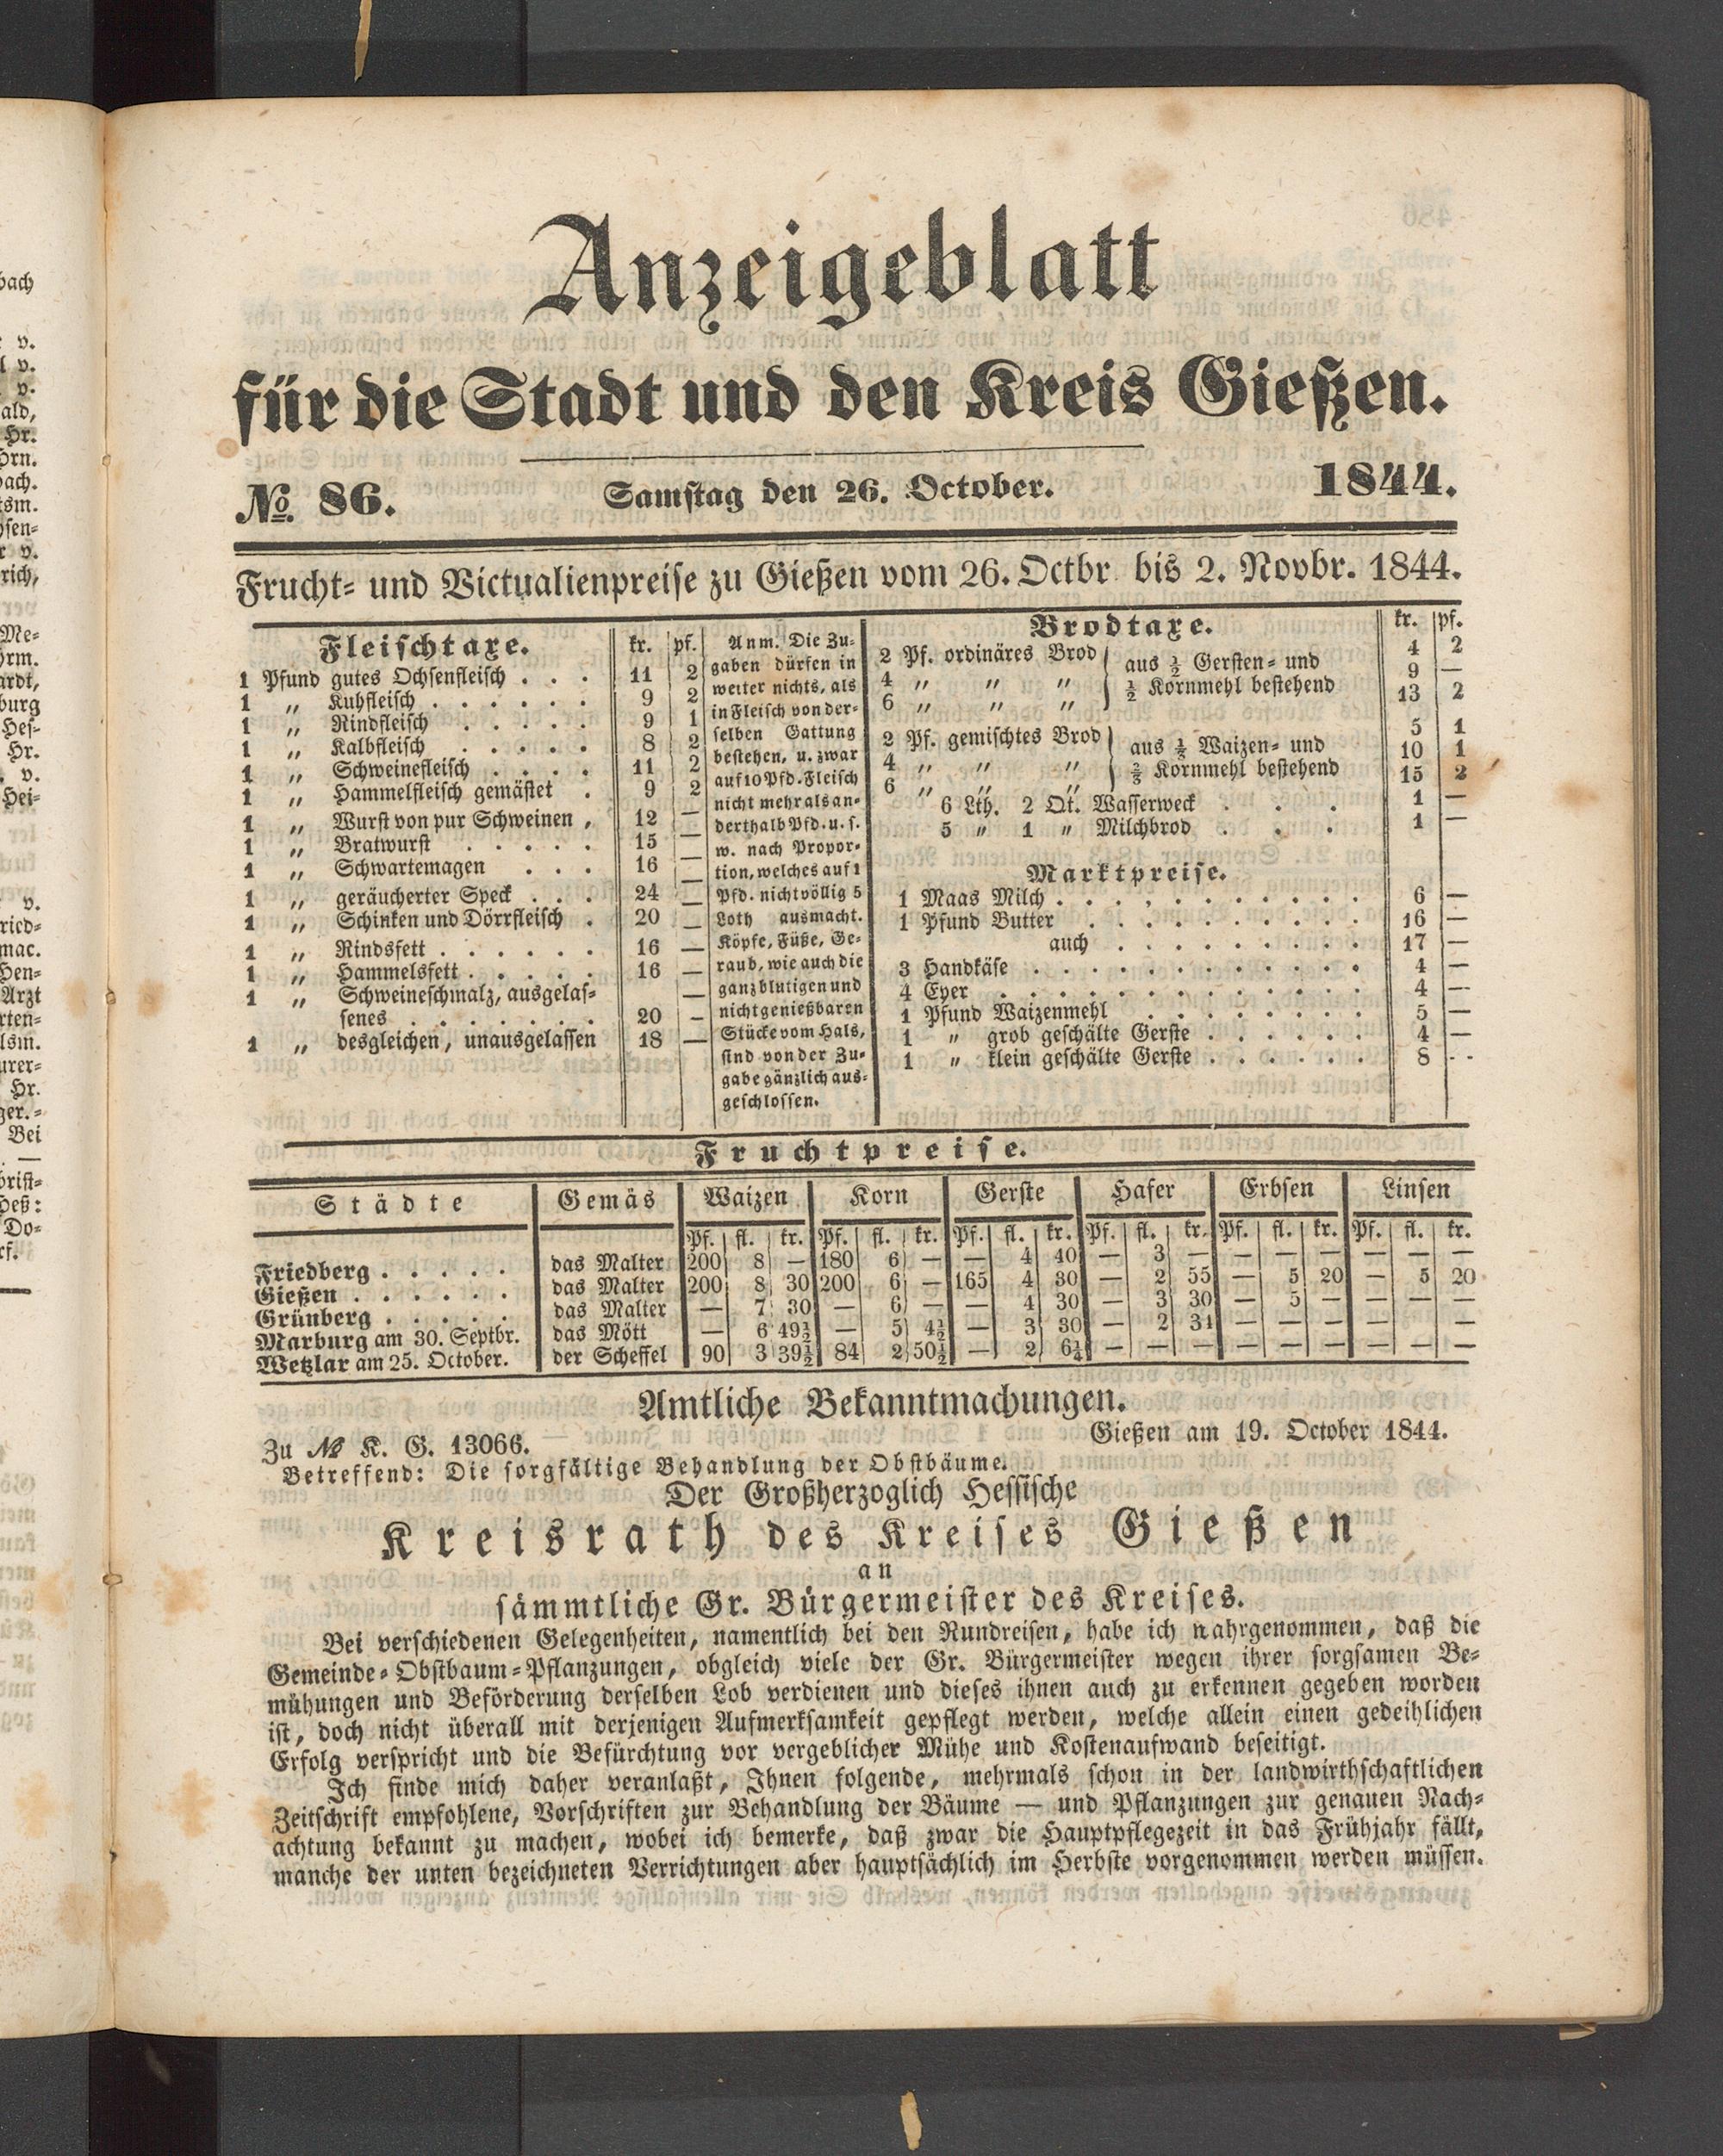 Anzeigeblatt
für die Stadt und den Kreis Gießen.
No. 86. Samstag den 26. October. 1844.
Frucht- und Victualienpreise zu Gießen vom 26. Octbr bis 2. Novbr. 1844.
Fleischtaxe. kr. pf.
1 Pfund gutes Ochsenfleisch . . . 11 2
1 „ Kuhfleisch . . . . . . 9 2
1 „ Rindfleisch . . . . . 9 1
1 „ Kalbfleisch . . . . . 8 2
1 „ Schweinefleisch . . . . 11 2
1 „ Hammelfleisch gemästet . 9 2
1 „ Wurst von pur Schweinen , 12 —
1 „ Bratwurst . . . . . 15 —
1 „ Schwartemagen . . . 16 —
1 „ geräucherter Speck . . . 24 —
1 „ Schinken und Dörrfleisch . 20 —
1 „ Rindsfett . . . . . . 16 —
1 „ Hammelsfett . . . . . 16 —
1 „ Schweineschmalz, ausgelas- —
senes . . . . . . . 20 —
1 „ desgleichen, unausgelassen 18 —
Anm. Die Zu-
gaben dürfen in
weiter nichts, als
in Fleisch von der-
selben Gattung
bestehen, u. zwar
auf 10 Pfd. Fleisch
nicht mehr als an-
derthalb Pfd. u. s.
w. nach Propor-
tion, welches auf 1
Pfd. nicht völlig 5
Loth ausmacht.
Köpfe, Füße, Ge-
raub, wie auch die
ganz blutigen und
nicht genießbaren
Stücke vom Hals,
sind von der Zu-
gabe gänzlich aus-
geschlossen.
Brodtaxe. kr. pf.
2 Pf. ordinäres Brod aus ½ Gersten- und 4 2
4 „ „ „ ½ Kornmehl bestehend 9 —
6 „ „ „ 13 2
2 Pf. gemischtes Brod aus ⅓ Waizen- und 5 1
4 „ „ „ ⅔ Kornmehl bestehend 10 1
6 „ „ „ 15 2
6 Lth. 2 Qt. Wasserweck . . . 1 —
5 „ 1 „ Milchbrod . . . 1 —
Marktpreise.
1 Maas Milch . . . . . . . . . . . 6 —
1 Pfund Butter . . . . . . . . . . 16 —
auch . . . . . . . . . 17 —
3 Handkäse . . . . . . . . . . . 4 —
4 Eyer . . . . . . . . . . . . 4 —
1 Pfund Waizenmehl . . . . . . . . 5 —
1 „ grob geschälte Gerste . . . . . . 4 —
1 „ klein geschälte Gerste . . . . . . 8 --
Fruchtpreise.
Städte Gemäs Waizen Korn Gerste Hafer Erbsen Linsen
Pf. fl. kr. Pf. fl. kr. Pf. fl. kr. Pf. fl. kr. Pf. fl. kr. Pf. fl. kr.
Friedberg . . . . . das Malter 200 8 — 180 6 — — 4 40 — 3 — — — — — — —
Gießen . . . . . . das Malter 200 8 30 200 6 — 165 4 30 — 2 55 — 5 20 — 5 20
Grünberg . . . . . das Malter — 7 30 — 6 — — 4 30 — 3 30 — 5 — — — —
Marburg am 30. Septbr. das Mött — 6 49½ — 5 4½ — 3 30 — 2 34 — — — — — —
Wetzlar am 25. October. der Scheffel 90 3 39½ 84 2 50½ — 2 6¼ — — — — — — — — —
Amtliche Bekanntmachungen.
Zu № K. G. 13066. Gießen am 19. October 1844.
Betreffend: Die sorgfältige Behandlung der Obstbäume.
Der Großherzoglich Hessische
Kreisrath des Kreises Gießen
an
sämmtliche Gr. Bürgermeister des Kreises.
Bei verschiedenen Gelegenheiten, namentlich bei den Rundreisen, habe ich wahrgenommen, daß die
Gemeinde-Obstbaum-Pflanzungen, obgleich viele der Gr. Bürgermeister wegen ihrer sorgsamen Be-
mühungen und Beförderung derselben Lob verdienen und dieses ihnen auch zu erkennen gegeben worden
ist, doch nicht überall mit derjenigen Aufmerksamkeit gepflegt werden, welche allein einen gedeihlichen
Erfolg verspricht und die Befürchtung vor vergeblicher Mühe und Kostenaufwand beseitigt.
Ich finde mich daher veranlaßt, Ihnen folgende, mehrmals schon in der landwirthschaftlichen
Zeitschrift empfohlene, Vorschriften zur Behandlung der Bäume — und Pflanzungen zur genauen Nach-
achtung bekannt zu machen, wobei ich bemerke, daß zwar die Hauptpflegezeit in das Frühjahr fällt,
manche der unten bezeichneten Verrichtungen aber hauptsächlich im Herbste vorgenommen werden müssen.